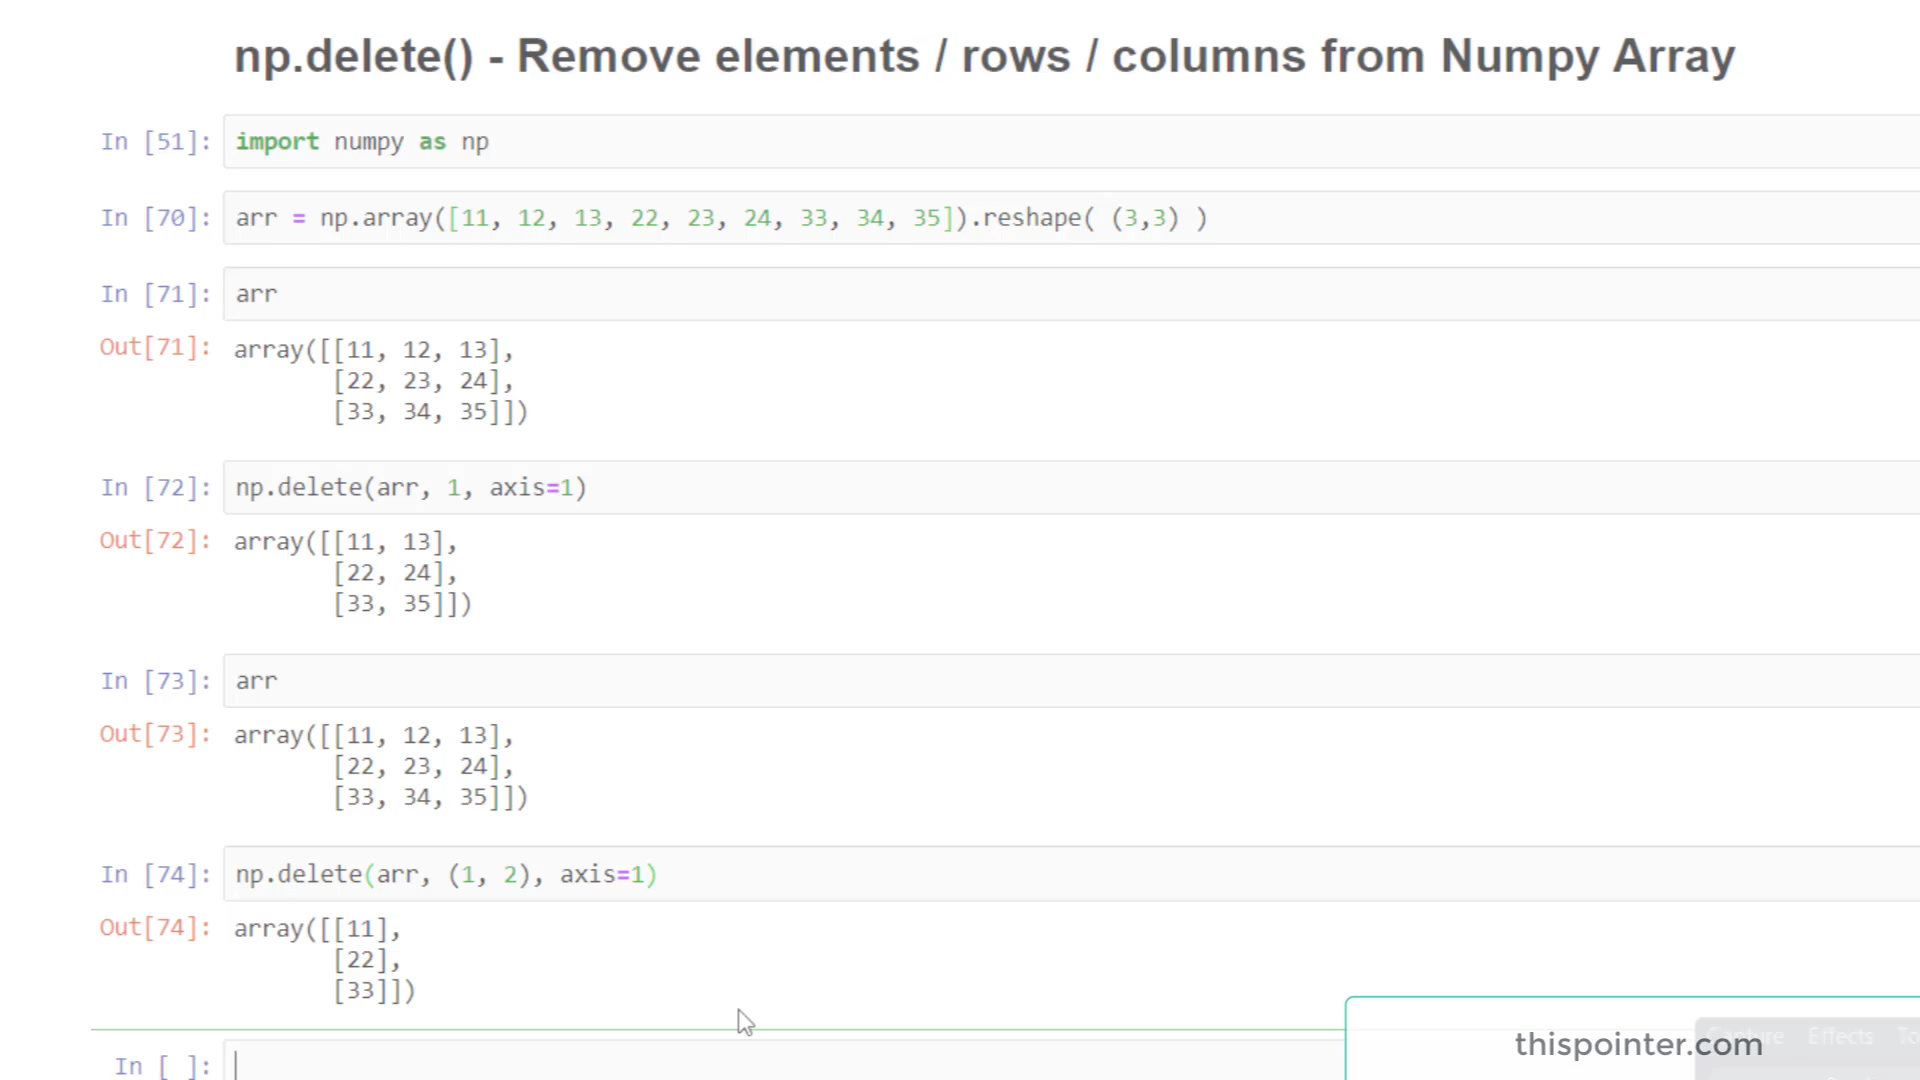 np.delete() - Remove elements / rows / columns from Numpy Array
In [51]: import numpy as np
In [70]: arr = np.array([11, 12, 13, 22, 23, 24, 33, 34, 35]).reshape( (3,3) )
In [71]: arr
Out[71]: array([[11, 12, 13],
[22, 23, 24],
[33, 34, 35]])
In [72]: np.delete(arr, 1, axis=1)
Out[72]: array([[11, 13],
[22, 24],
[33, 35]])
In [73]: arr
Out[73]: array([[11, 12, 13],
[22, 23, 24],
[33, 34, 35]])
In [74]: np.delete(arr, (1, 2), axis=1)
Out[74]: array([[11],
[22],
[33]])
In [ ]:
thispointer.com
Effects